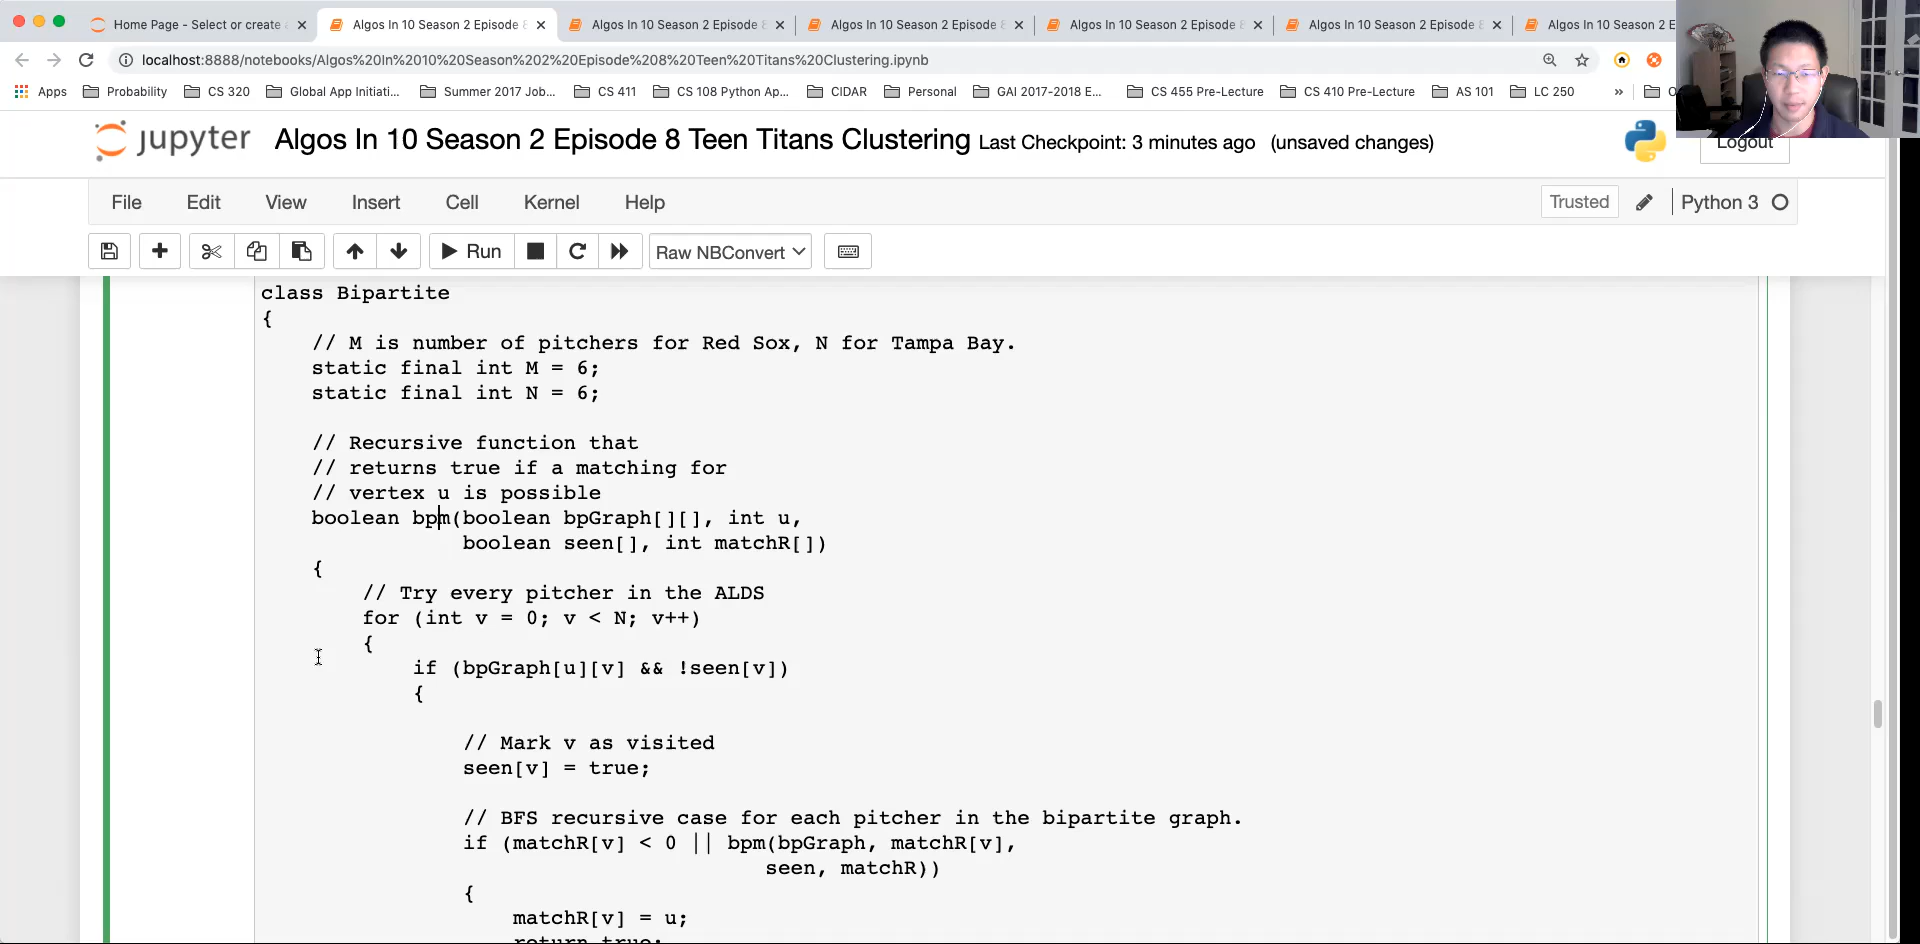 Home Page - Select or create a
Algos In 10 Season 2 Episode 8
Algos In 10 Season 2 Episode 8
Algos In 10 Season 2 Episode 8
Algos In 10 Season 2 Episode 8
Algos In 10 Season 2 Episode 8
Algos In 10 Season 2 E
localhost:8888/notebooks/Algos%20In%2010%20Season%202%20Episode%208%20Teen%20Titans%20Clustering.ipynb
Apps Probability CS 320 Global App Initiati... Summer 2017 Job... CS 411 CS 108 Python Ap... CIDAR Personal GAI 2017-2018 E... CS 455 Pre-Lecture CS 410 Pre-Lecture AS 101 LC 250 » O
jupyter Algos In 10 Season 2 Episode 8 Teen Titans Clustering Last Checkpoint: 3 minutes ago (unsaved changes) Logout
File Edit View Insert Cell Kernel Help Trusted Python 3
Run Raw NBConvert
class Bipartite
{
// M is number of pitchers for Red Sox, N for Tampa Bay.
static final int M = 6;
static final int N = 6;
// Recursive function that
// returns true if a matching for
// vertex u is possible
boolean bpm(boolean bpGraph[][], int u,
boolean seen[], int matchR[])
{
// Try every pitcher in the ALDS
for (int v = 0; v < N; v++)
{
if (bpGraph[u][v] && !seen[v])
{
// Mark v as visited
seen[v] = true;
// BFS recursive case for each pitcher in the bipartite graph.
if (matchR[v] < 0 || bpm(bpGraph, matchR[v],
seen, matchR))
{
matchR[v] = u;
return true;